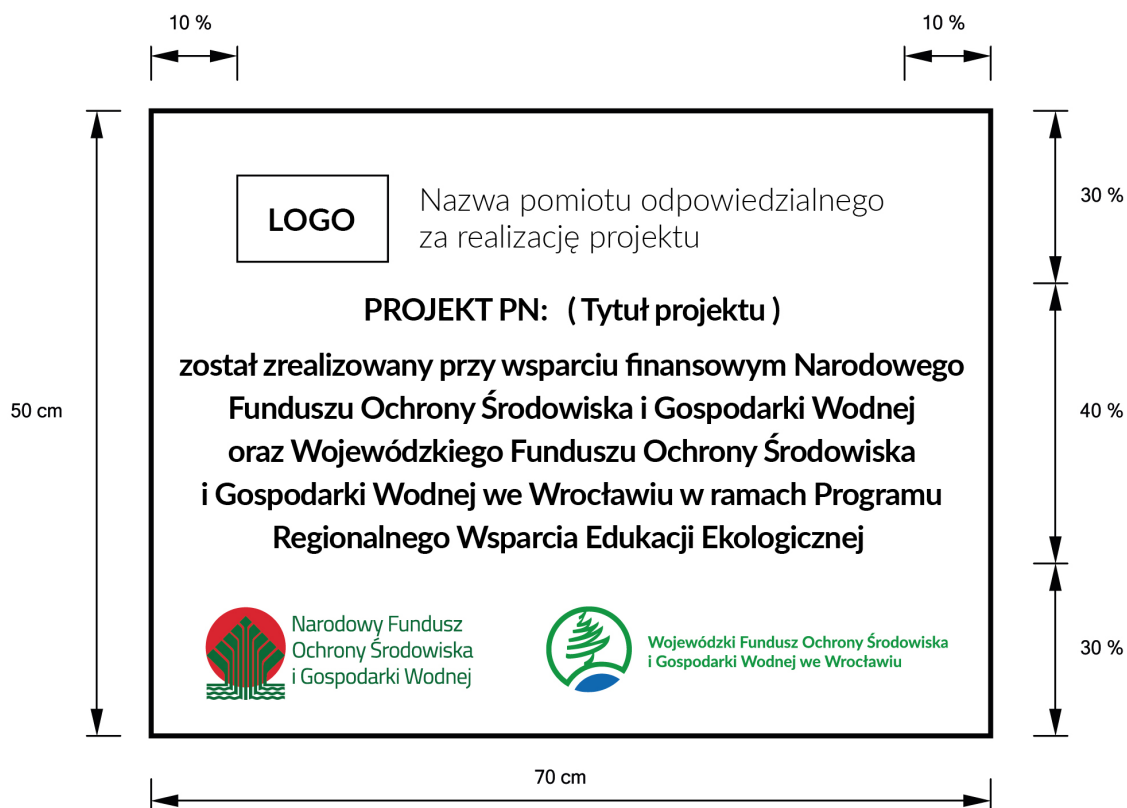 10 %
10 %
LOGO
Nazwa pomiotu odpowiedzialnego
za realizację projektu
30 %
PROJEKT PN: ( Tytuł projektu )
został zrealizowany przy wsparciu finansowym Narodowego
Funduszu Ochrony Środowiska i Gospodarki Wodnej
50 cm
40 %
oraz Wojewódzkiego Funduszu Ochrony Środowiska
i Gospodarki Wodnej we Wrocławiu w ramach Programu
Regionalnego Wsparcia Edukacji Ekologicznej
Narodowy Fundusz
Ochrony Środowiska
i Gospodarki Wodnej
Wojewódzki Fundusz Ochrony Środowiska
i Gospodarki Wodnej we Wrocławiu
30 %
70 cm